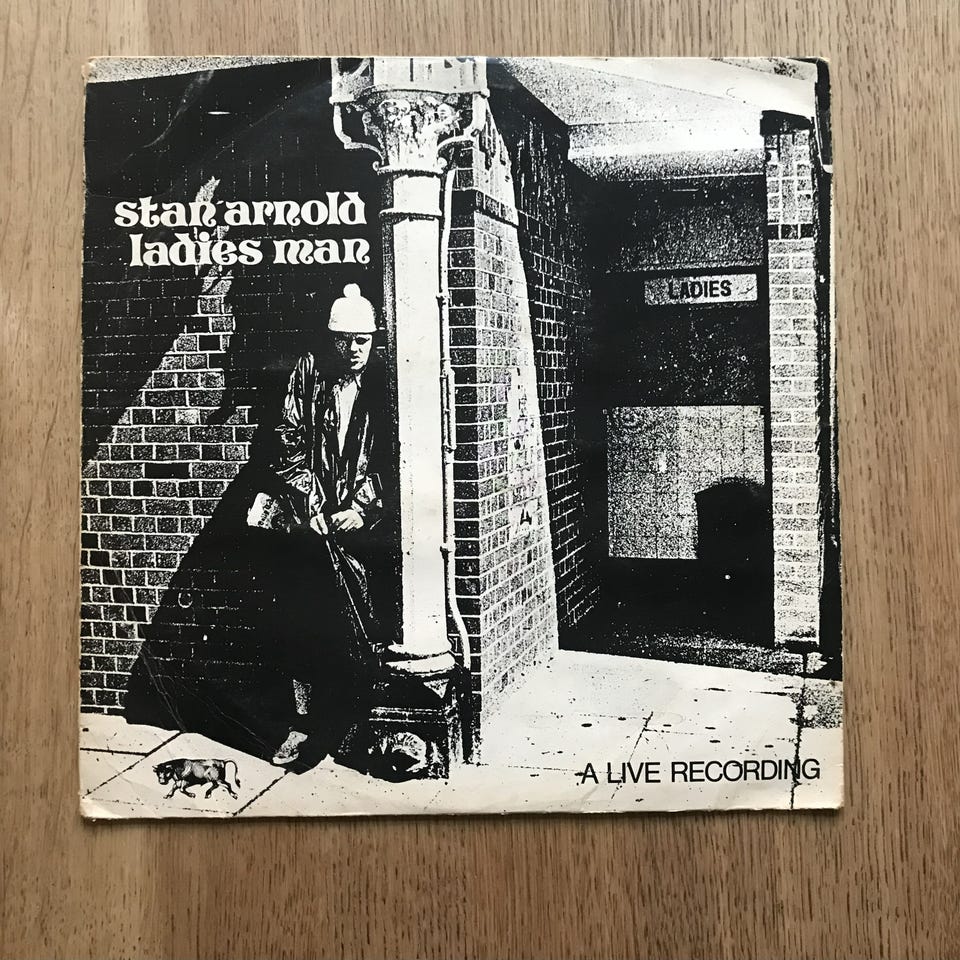 stan arnold
ladies man
LADIES
A LIVE RECORDING